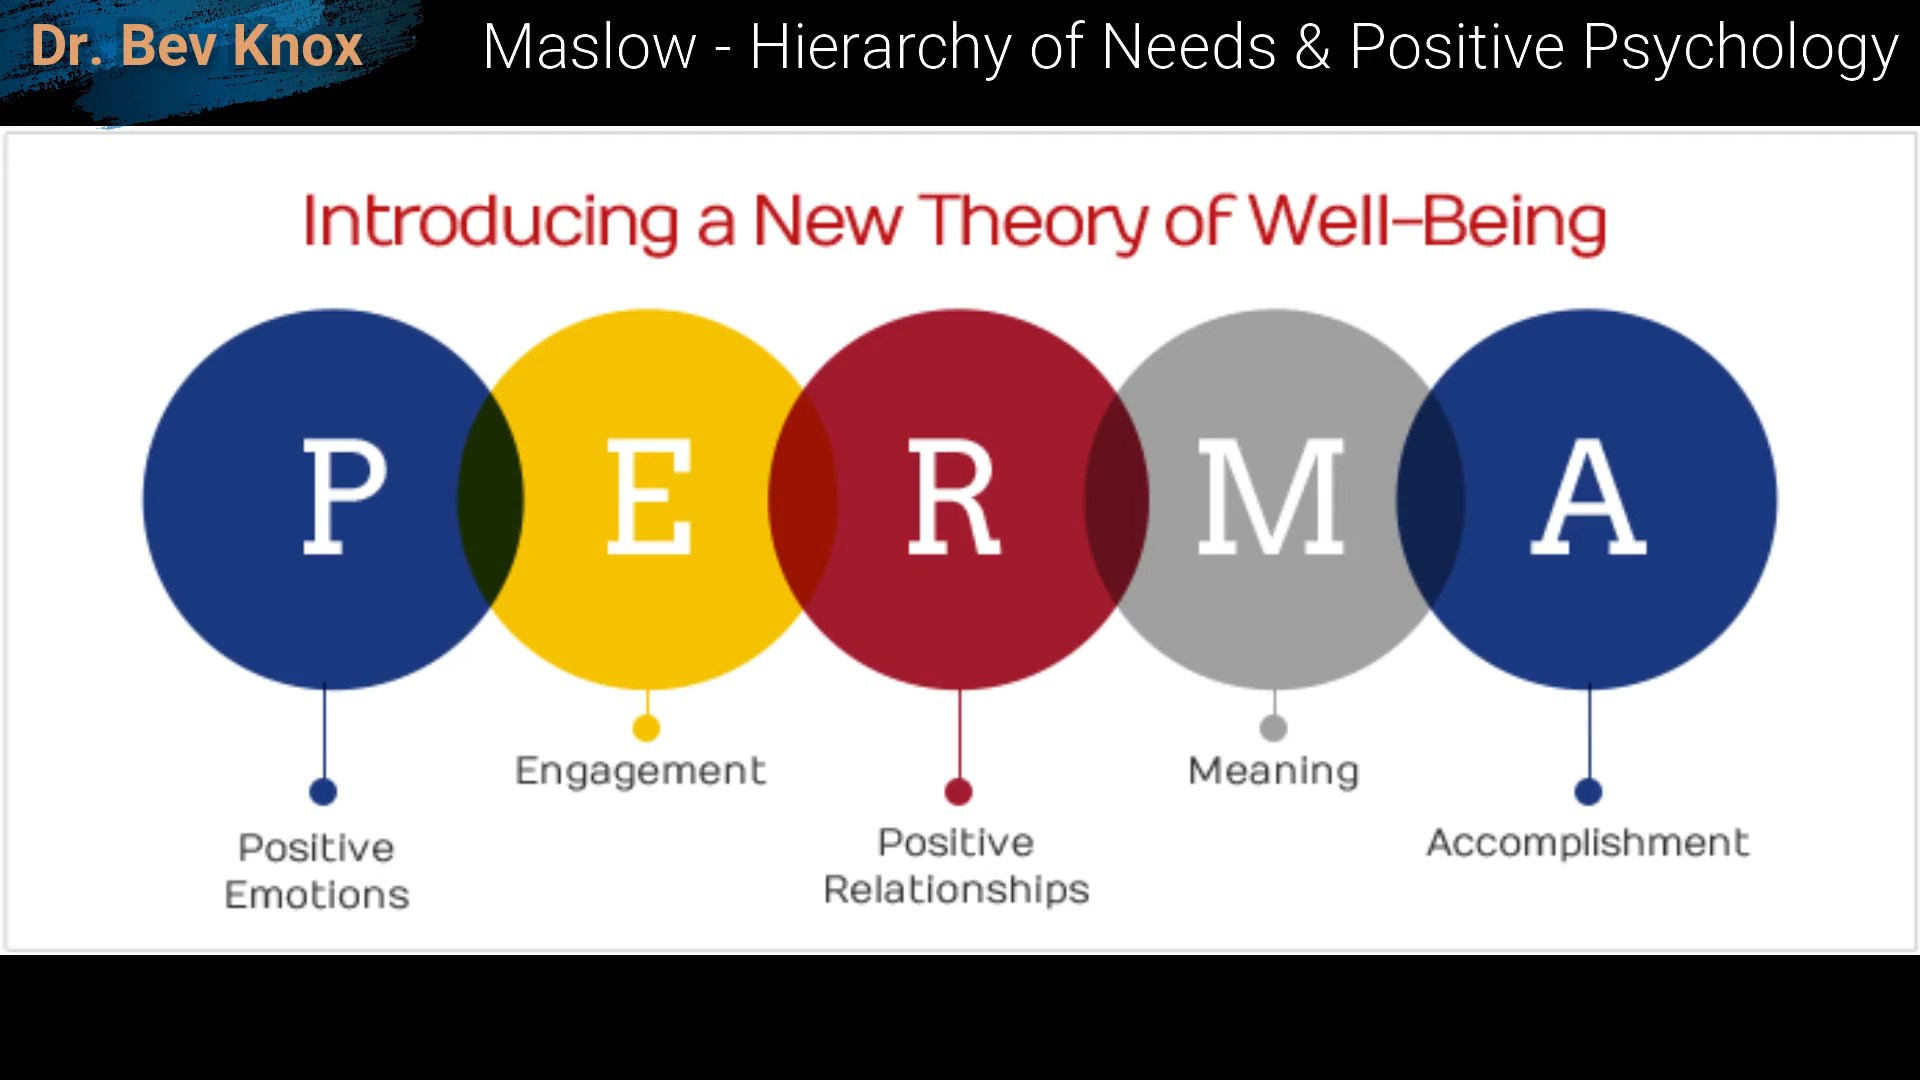 Dr. Bev Knox
Maslow - Hierarchy of Needs & Positive Psychology
Introducing a New Theory of Well-Being
P E R M A
Engagement
Meaning
Positive
Emotions
Positive
Relationships
Accomplishment